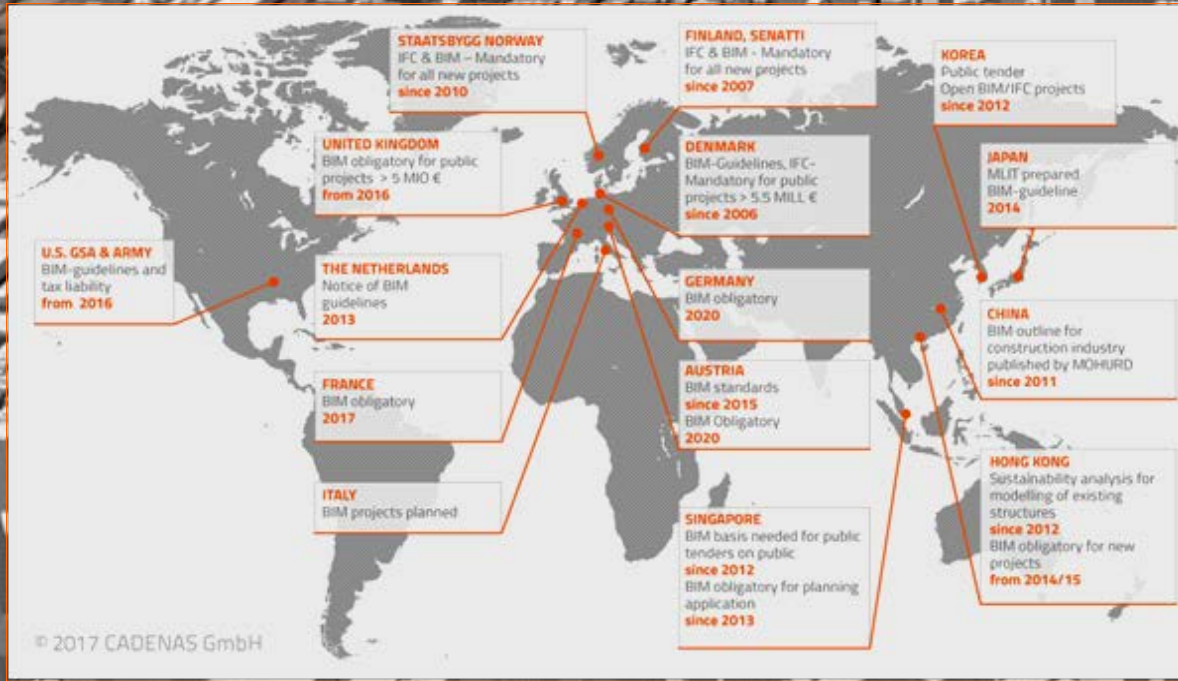 STAATSBYGG NORWAY
IFC & BIM – Mandatory
for all new projects
since 2010
FINLAND, SENATTI
IFC & BIM - Mandatory
for all new projects
since 2007
KOREA
Public tender
Open BIM/IFC projects
since 2012
UNITED KINGDOM
BIM obligatory for public
projects > 5 MIO €
from 2016
DENMARK
BIM-Guidelines, IFC-
Mandatory for public
projects > 5.5 MILL €
since 2006
JAPAN
MLIT prepared
BIM-guideline
2014
U.S. GSA & ARMY
BIM-guidelines and
tax liability
from 2016
THE NETHERLANDS
Notice of BIM
guidelines
2013
GERMANY
BIM obligatory
2020
CHINA
BIM outline for
construction industry
published by MOHURD
since 2011
FRANCE
BIM obligatory
2017
AUSTRIA
BIM standards
since 2015
BIM Obligatory
2020
ITALY
BIM projects planned
SINGAPORE
BIM basis needed for public
tenders on public
since 2012
BIM obligatory for planning
application
since 2013
HONG KONG
Sustainability analysis for
modelling of existing
structures
since 2012
BIM obligatory for new
projects
from 2014/15
© 2017 CADENAS GmbH